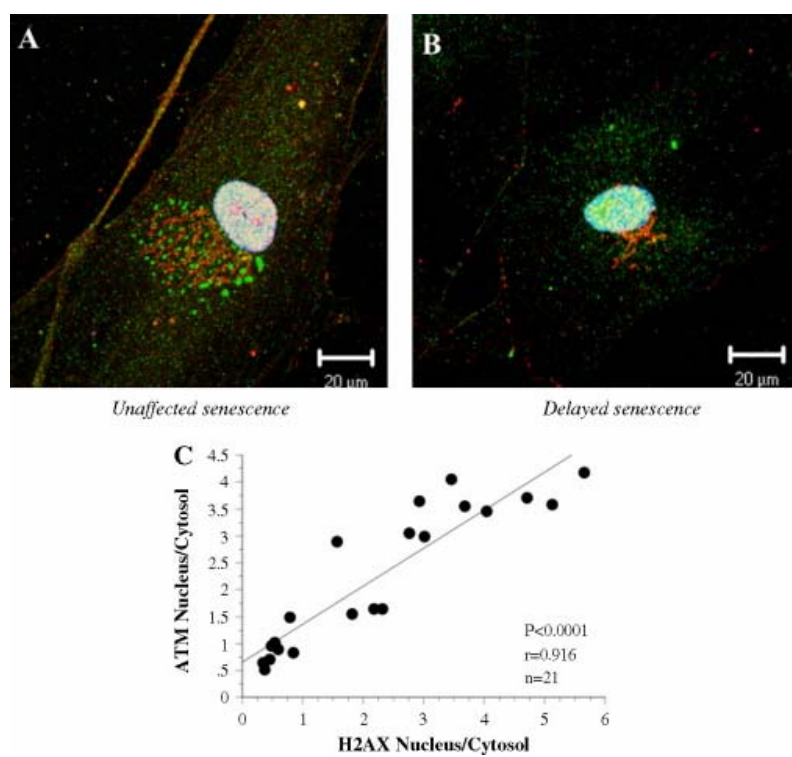 A
B
20 µm
20 µm
Unaffected senescence
Delayed senescence
C
4.5
4
3.5
3
2.5
2
1.5
1
.5
0
ATM Nucleus/Cytosol
P<0.0001
r=0.916
n=21
0 1 2 3 4 5 6
H2AX Nucleus/Cytosol